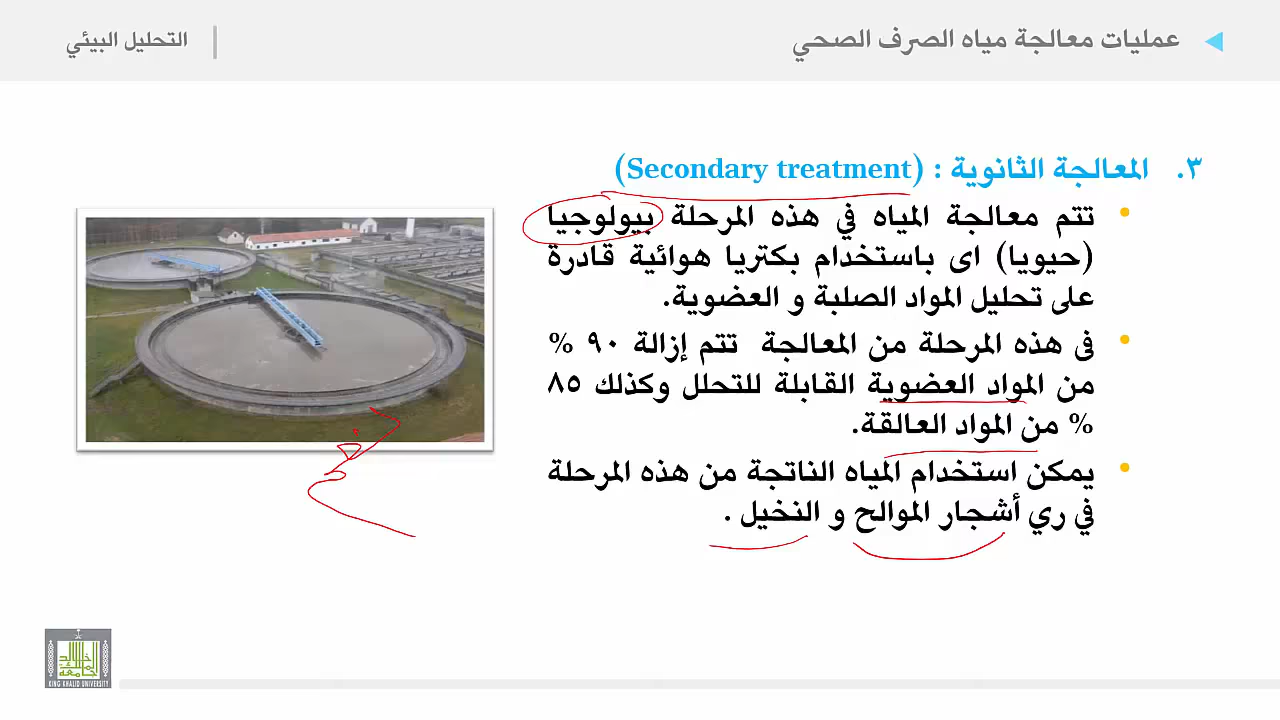 عمليات معالجة مياه الصرف الصحي
التحليل البيئي
٣. المعالجة الثانوية : (Secondary treatment)
• تتم معالجة المياه في هذه المرحلة بيولوجيا
(حيويا) اى باستخدام بكتريا هوائية قادرة
على تحليل المواد الصلبة و العضوية.
• فى هذه المرحلة من المعالجة تتم إزالة ٩٠ %
من المواد العضوية القابلة للتحلل وكذلك ٨٥
% من المواد العالقة.
• يمكن استخدام المياه الناتجة من هذه المرحلة
في ري أشجار الموالح و النخيل .
KING KHALID UNIVERSITY